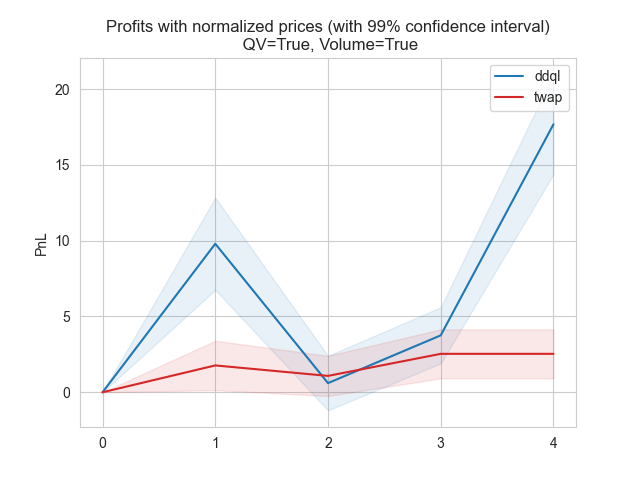 Profits with normalized prices (with 99% confidence interval)
QV=True, Volume=True
ddql
twap
PnL
20
15
10
5
0
0 1 2 3 4